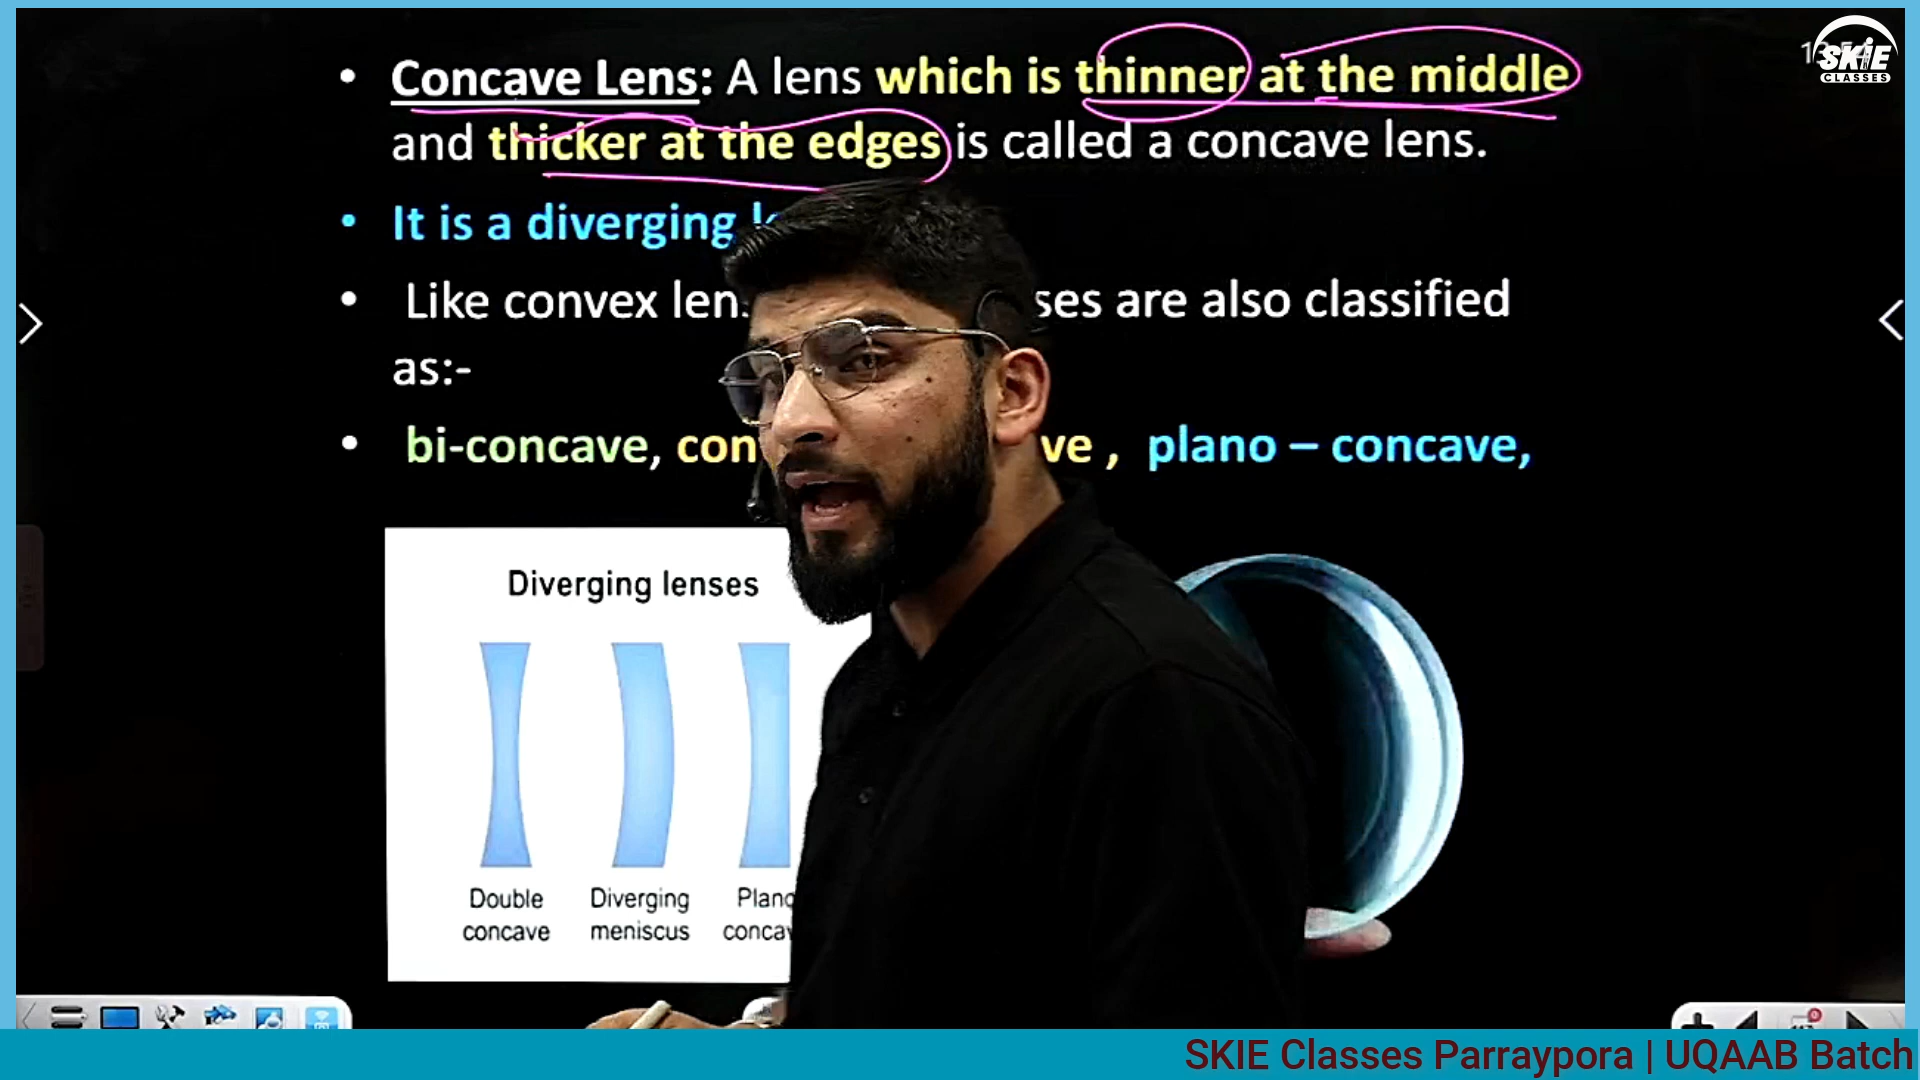 • Concave Lens: A lens which is thinner at the middle
and thicker at the edges is called a concave lens.
• It is a diverging
• Like convex ses are also classified
as:-
• bi-concave, con ve , plano – concave,
Diverging lenses
Double concave
Diverging meniscus
Plano conca
SKIE
CLASSES
SKIE Classes Parraypora | UQAAB Batch